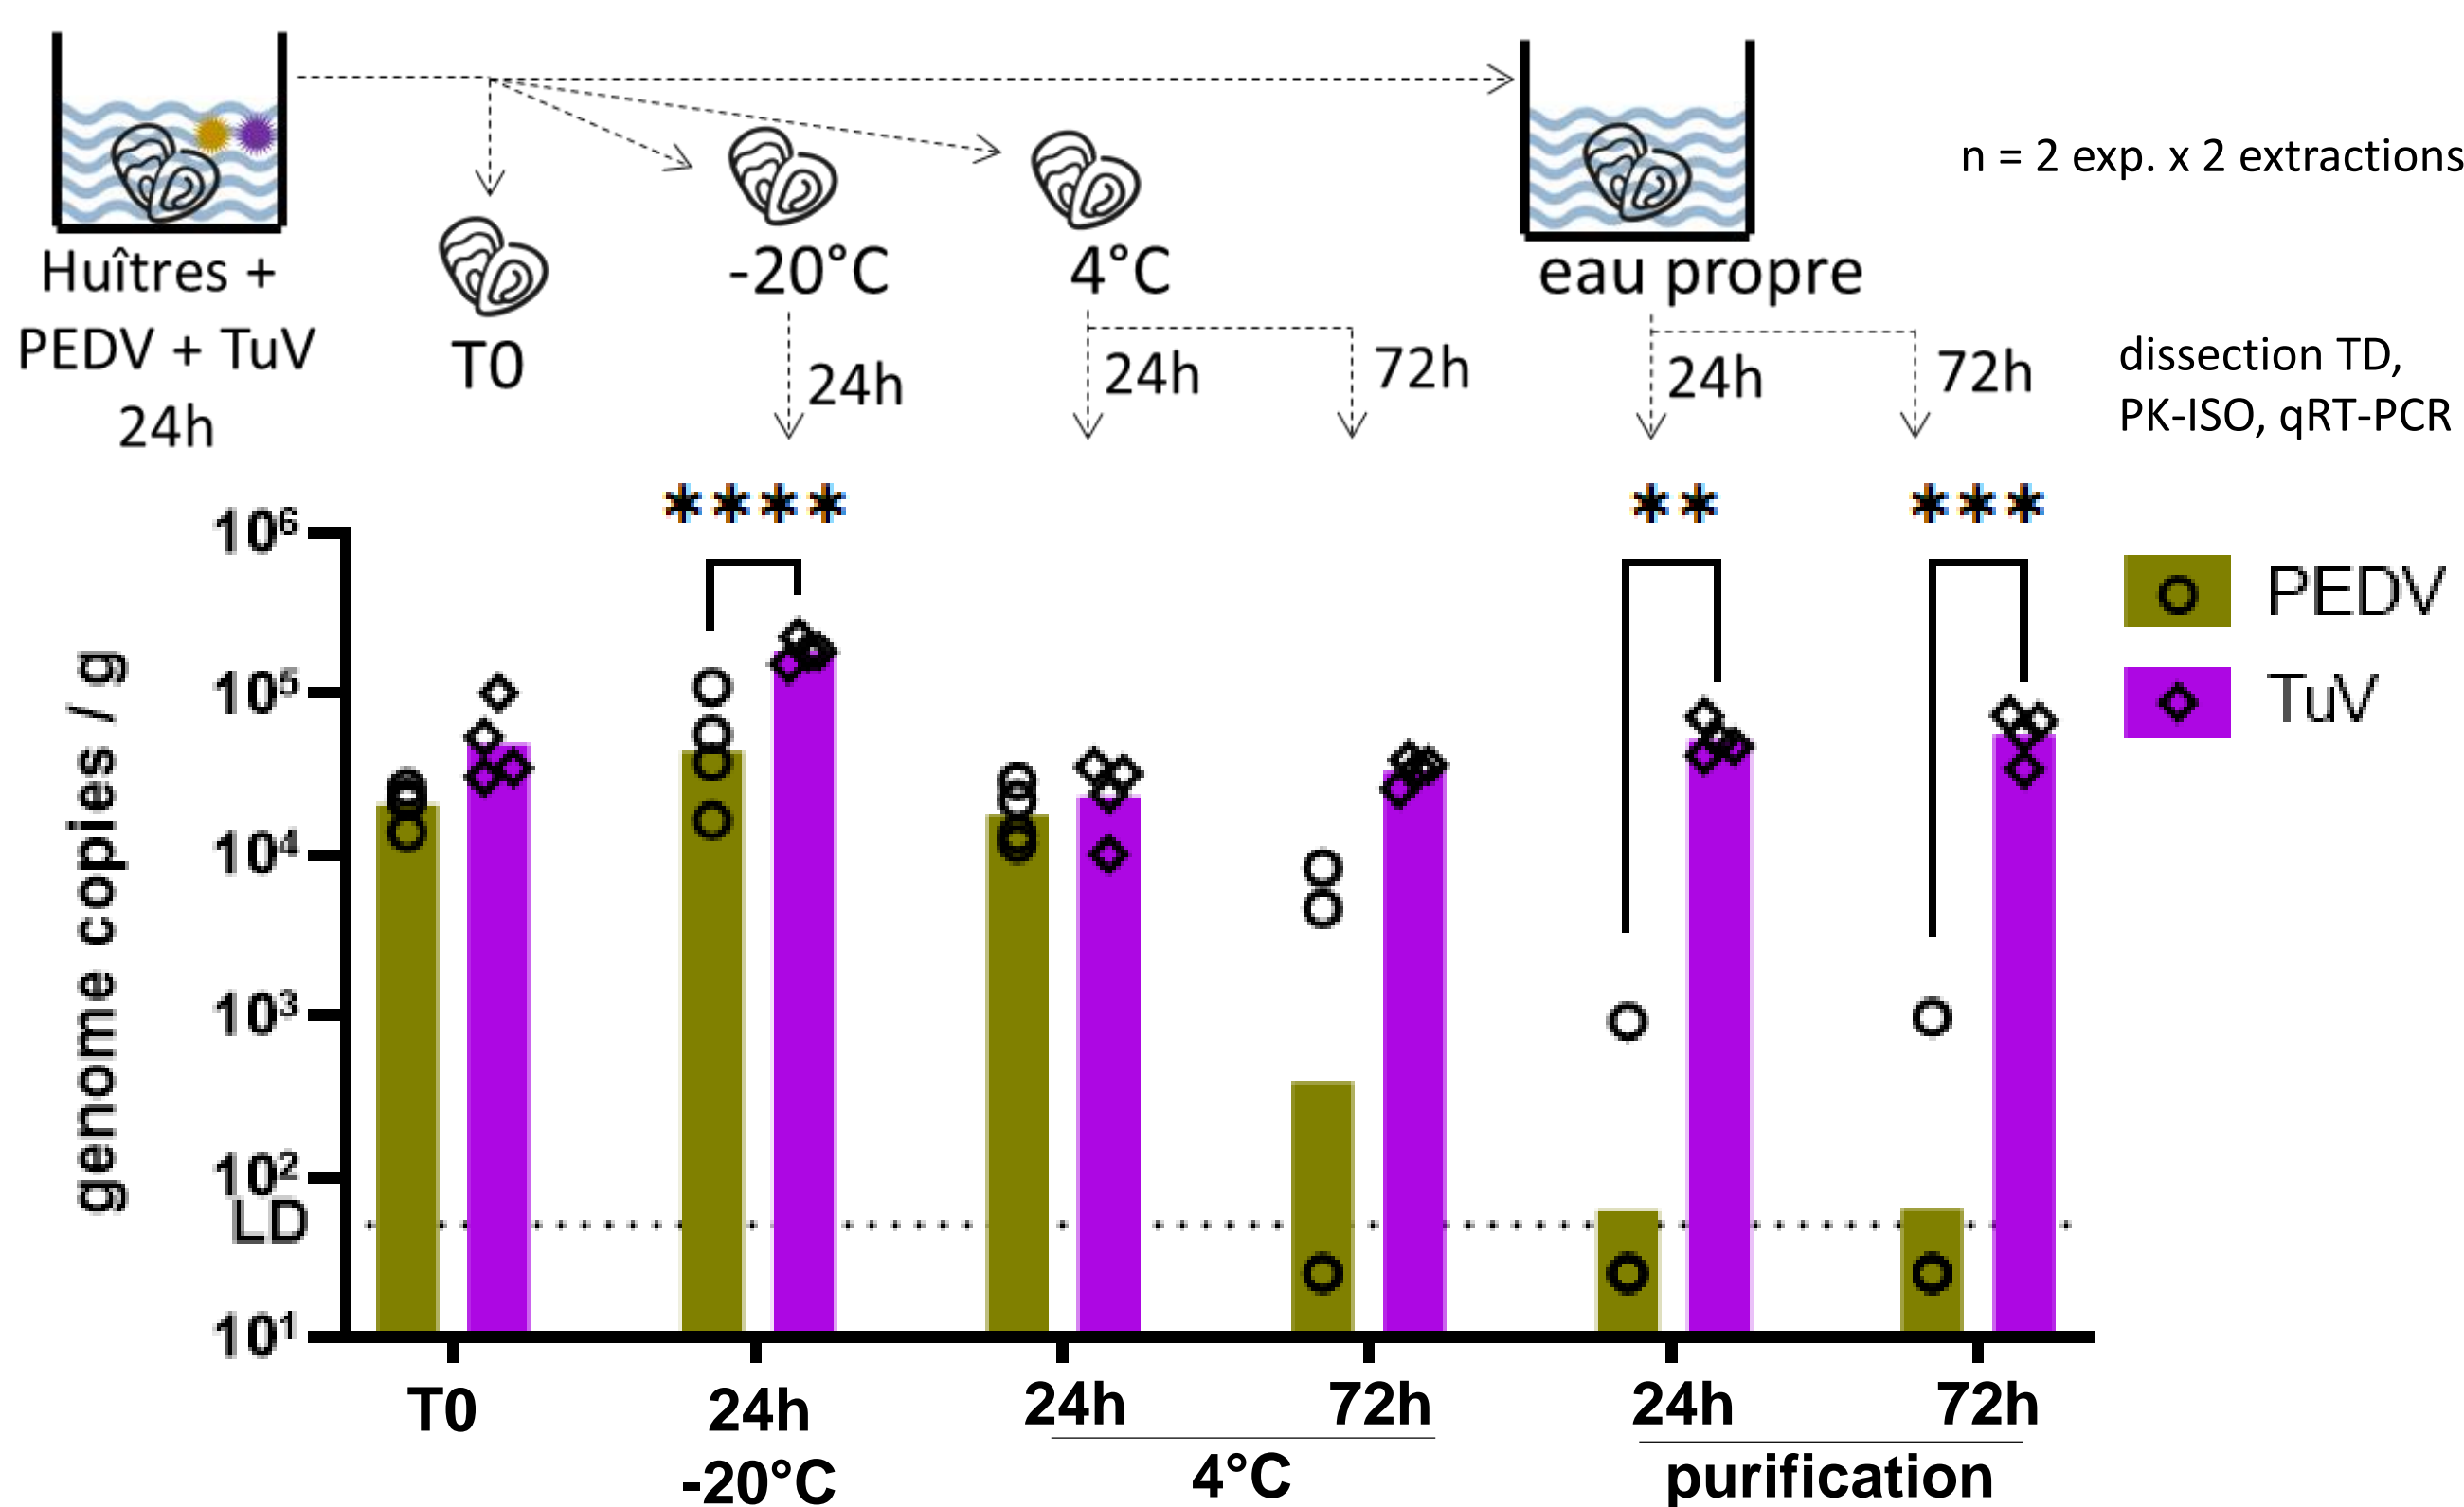 Huîtres +
PEDV + TuV
24h
T0
-20°C
4°C
eau propre
n = 2 exp. x 2 extractions
24h
24h
72h
24h
72h
dissection TD,
PK-ISO, qRT-PCR
****
**
***
genome copies / g
10⁶
10⁵
10⁴
10³
10²
LD
10¹
PEDV
TuV
T0
24h
-20°C
24h
72h
4°C
24h
72h
purification